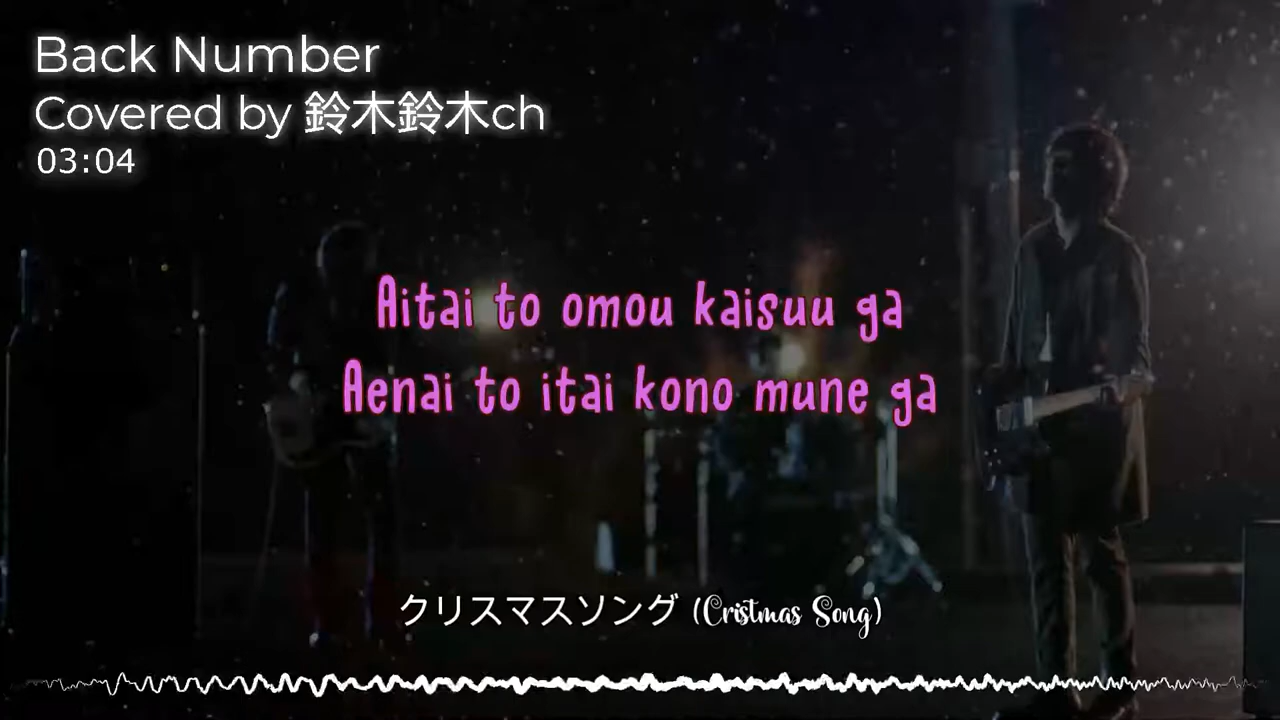 Back Number
Covered by 鈴木鈴木ch
03:04
Aitai to omou kaisuu ga
Aenai to itai kono mune ga
クリスマスソング (Cristmas Song)